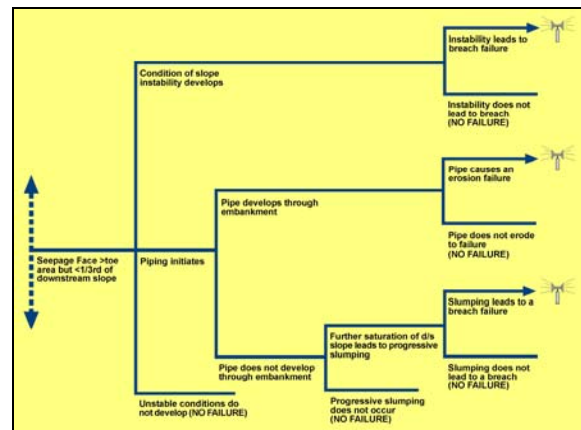 Instability leads to
breach failure
Condition of slope
instability develops
Instability does not
lead to breach
(NO FAILURE)
Pipe causes an
erosion failure
Pipe develops through
embankment
Pipe does not erode
to failure
(NO FAILURE)
Seepage Face >toe
area but <1/3rd of
downstream slope
Piping initiates
Slumping leads to a
breach failure
Further saturation of d/s
slope leads to progressive
slumping
Pipe does not develop
through embankment
Slumping does not
lead to a breach
(NO FAILURE)
Unstable conditions do
not develop (NO FAILURE)
Progressive slumping
does not occur
(NO FAILURE)